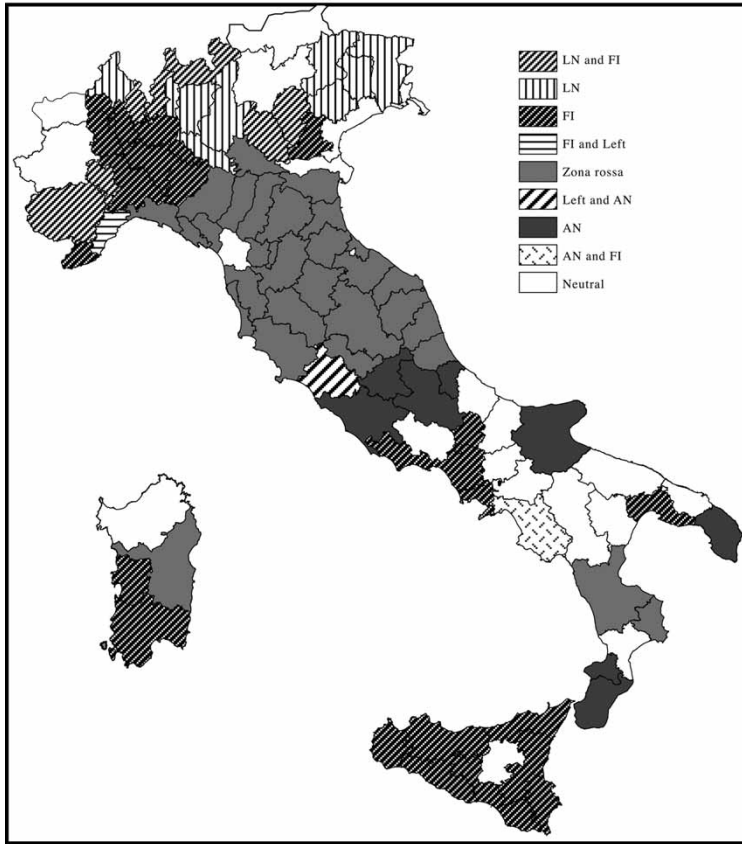 LN and FI
LN
FI
FI and Left
Zona rossa
Left and AN
AN
AN and FI
Neutral